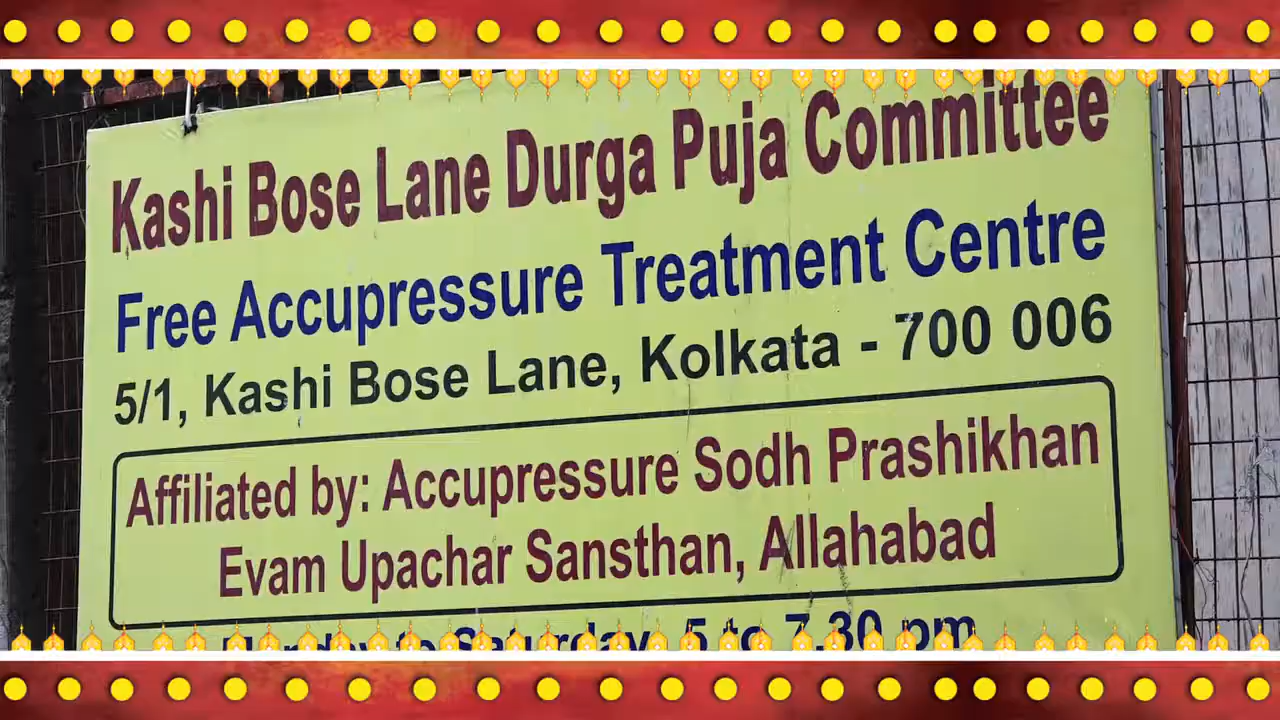 Kashi Bose Lane Durga Puja Committee
Free Accupressure Treatment Centre
5/1, Kashi Bose Lane, Kolkata - 700 006
Affiliated by: Accupressure Sodh Prashikhan
Evam Upachar Sansthan, Allahabad
to Saturday, 5 to 7.30 pm